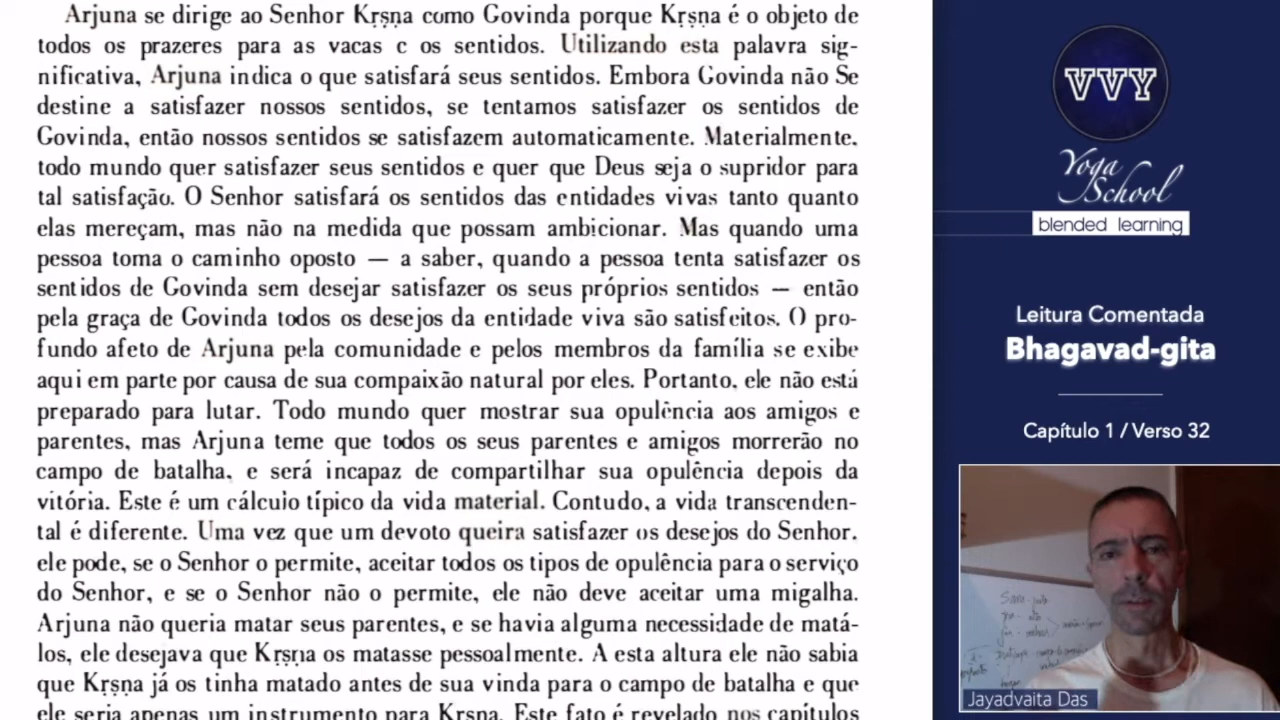 Arjuna se dirige ao Senhor Kṛṣṇa como Govinda porque Kṛṣṇa é o objeto de
todos os prazeres para as vacas e os sentidos. Utilizando esta palavra sig-
nificativa, Arjuna indica o que satisfará seus sentidos. Embora Govinda não Se
destine a satisfazer nossos sentidos, se tentamos satisfazer os sentidos de
Govinda, então nossos sentidos se satisfazem automaticamente. Materialmente,
todo mundo quer satisfazer seus sentidos e quer que Deus seja o supridor para
tal satisfação. O Senhor satisfará os sentidos das entidades vivas tanto quanto
elas mereçam, mas não na medida que possam ambicionar. Mas quando uma
pessoa toma o caminho oposto — a saber, quando a pessoa tenta satisfazer os
sentidos de Govinda sem desejar satisfazer os seus próprios sentidos — então
pela graça de Govinda todos os desejos da entidade viva são satisfeitos. O pro-
fundo afeto de Arjuna pela comunidade e pelos membros da família se exibe
aqui em parte por causa de sua compaixão natural por eles. Portanto, ele não está
preparado para lutar. Todo mundo quer mostrar sua opulência aos amigos e
parentes, mas Arjuna teme que todos os seus parentes e amigos morrerão no
campo de batalha, e será incapaz de compartilhar sua opulência depois da
vitória. Este é um cálculo típico da vida material. Contudo, a vida transcenden-
tal é diferente. Uma vez que um devoto queira satisfazer os desejos do Senhor,
ele pode, se o Senhor o permite, aceitar todos os tipos de opulência para o serviço
do Senhor, e se o Senhor não o permite, ele não deve aceitar uma migalha.
Arjuna não queria matar seus parentes, e se havia alguma necessidade de matá-
los, ele desejava que Kṛṣṇa os matasse pessoalmente. A esta altura ele não sabia
que Kṛṣṇa já os tinha matado antes de sua vinda para o campo de batalha e que
ele seria apenas um instrumento para Kṛṣṇa. Este fato é revelado nos capítulos
VVY
Yoga
School
blended learning
Leitura Comentada
Bhagavad-gita
Capítulo 1 / Verso 32
Jayadvaita Das